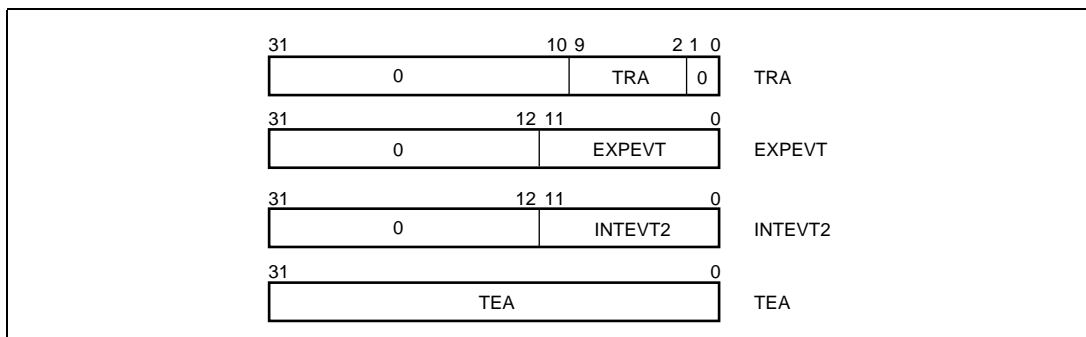 31 10 9 2 1 0
0 TRA 0 TRA
31 12 11 0
0 EXPEVT EXPEVT
31 12 11 0
0 INTEVT2 INTEVT2
31 0
TEA TEA